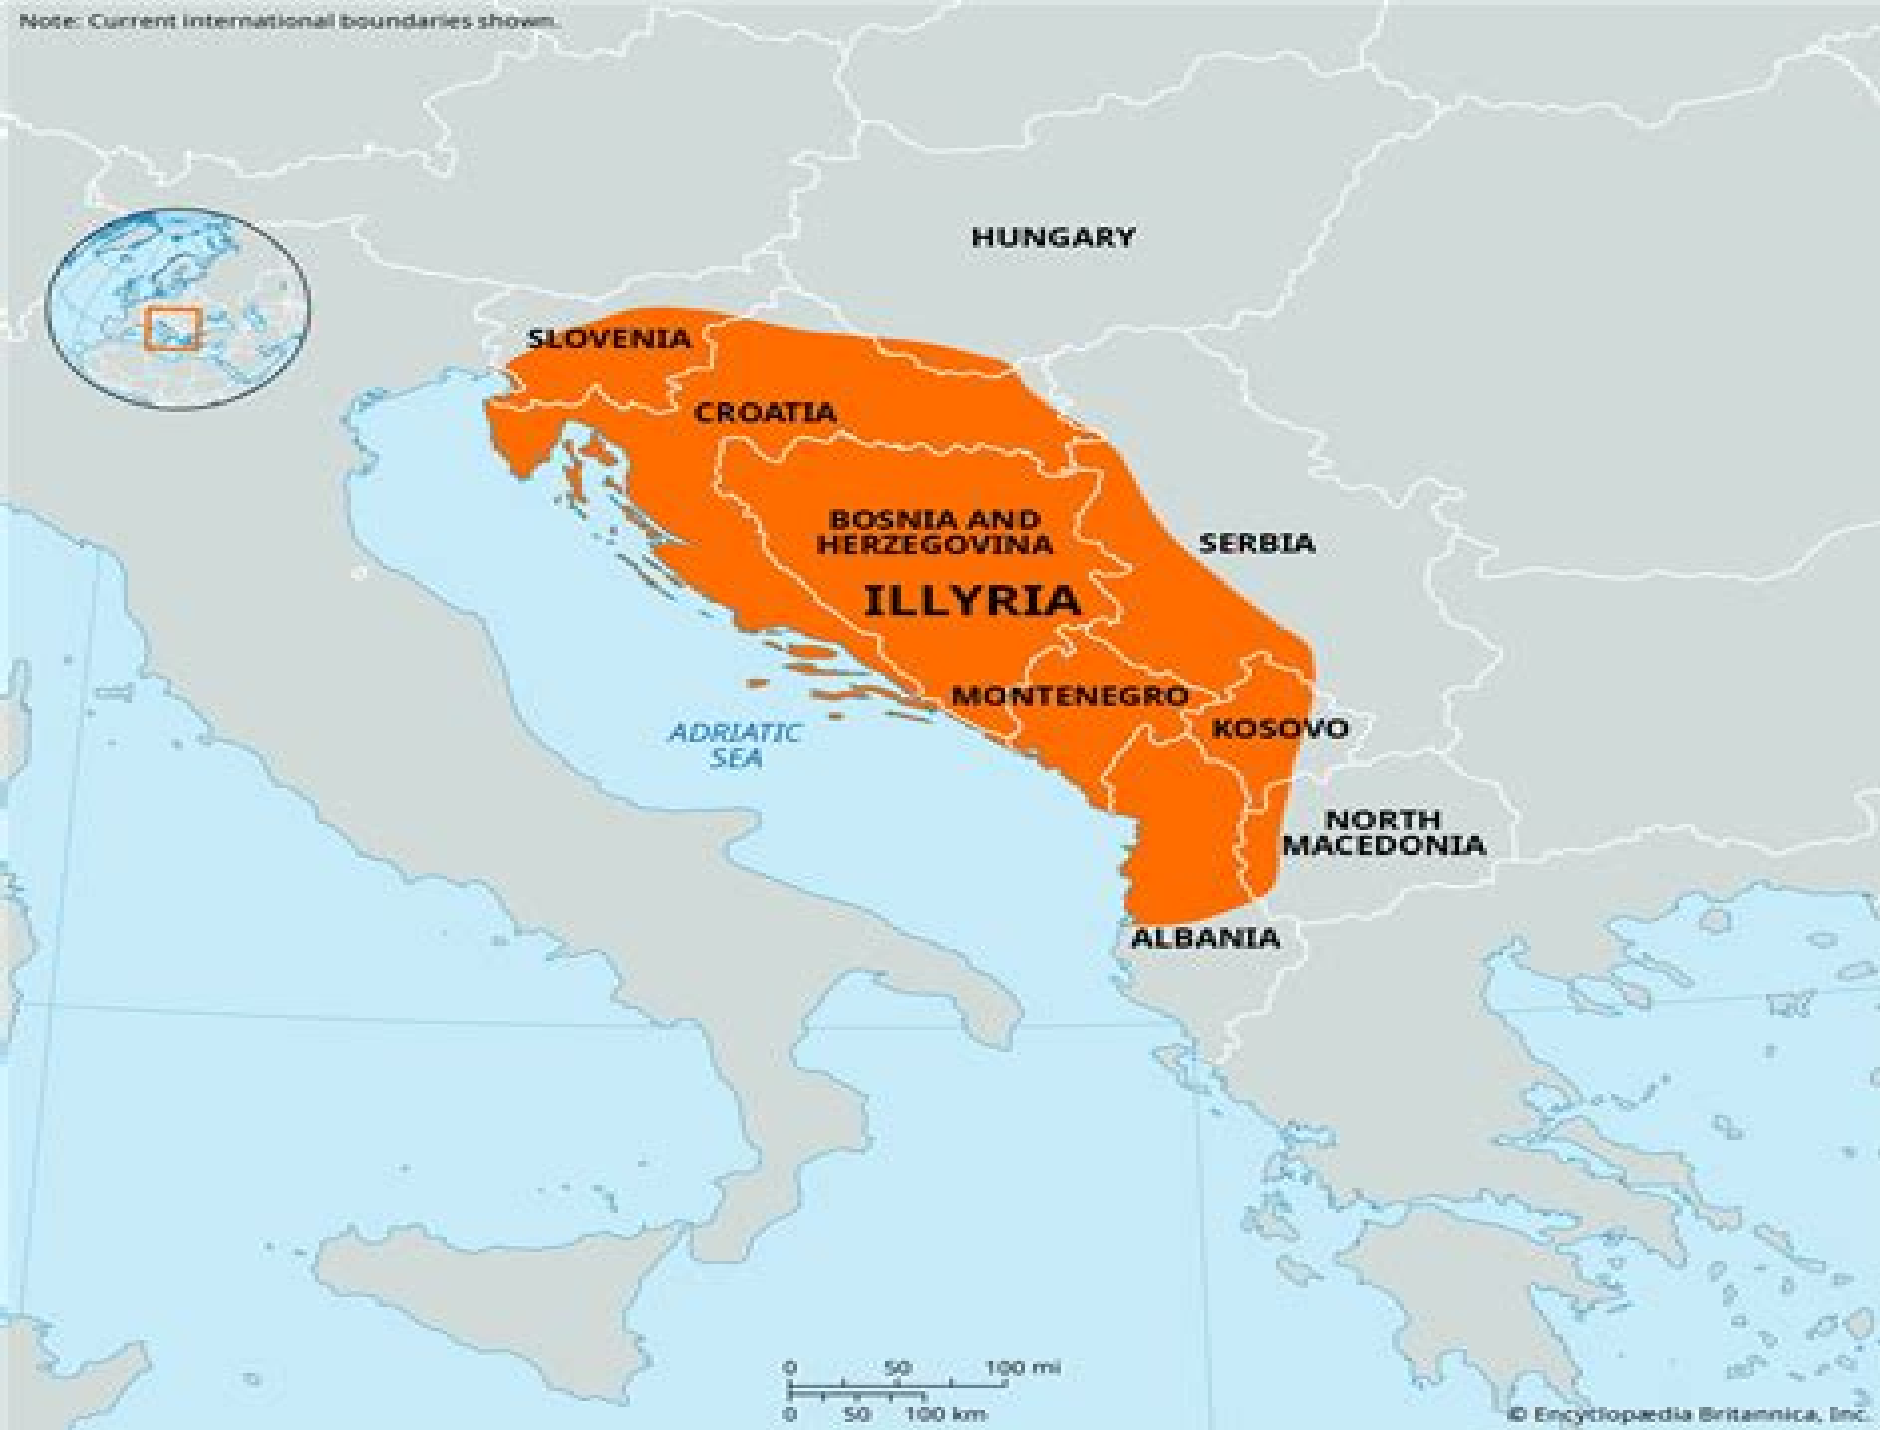 Note: Current international boundaries shown.
HUNGARY
SLOVENIA
CROATIA
BOSNIA AND
HERZEGOVINA
SERBIA
ILLYRIA
MONTENEGRO
KOSOVO
ADRIATIC
SEA
NORTH
MACEDONIA
ALBANIA
0 50 100 mi
0 50 100 km
© Encyclopædia Britannica, Inc.